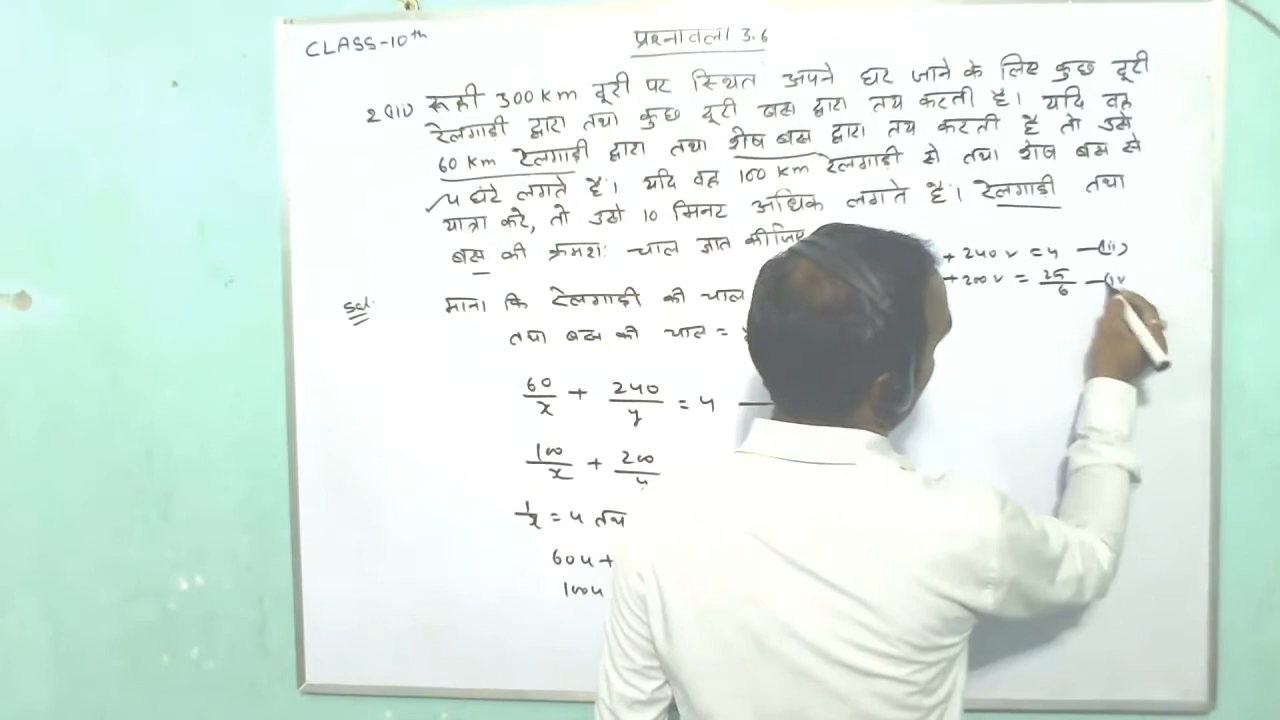 CLASS-10th
प्रश्नावली 3.6
2(iii) रूही 300 km दूरी पर स्थित अपने घर जाने के लिए कुछ दूरी
रेलगाड़ी द्वारा तथा कुछ दूरी बस द्वारा तय करती है। यदि वह
60 km रेलगाड़ी द्वारा तथा शेष बस द्वारा तय करती है तो उसे
4 घंटे लगते हैं। यदि वह 100 km रेलगाड़ी से तथा शेष बस से
यात्रा करे, तो उसे 10 मिनट अधिक लगते हैं। रेलगाड़ी तथा
बस की क्रमशः चाल ज्ञात कीजिए
+ 240v = 4 —(iii)
+ 200v = 25/6 —(iv
Sol.
माना कि रेलगाड़ी की चाल
तथा बस की चाल =
60/x + 240/y = 4 —
100/x + 200/y
1/x = u तथा
60u +
100u